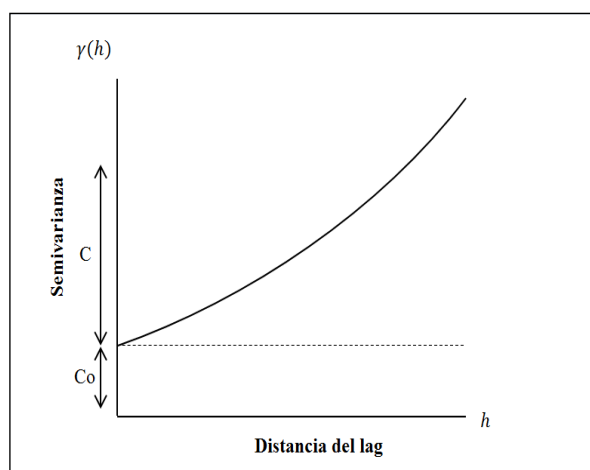 γ(h)
Semivarianza
C
Co
h
Distancia del lag